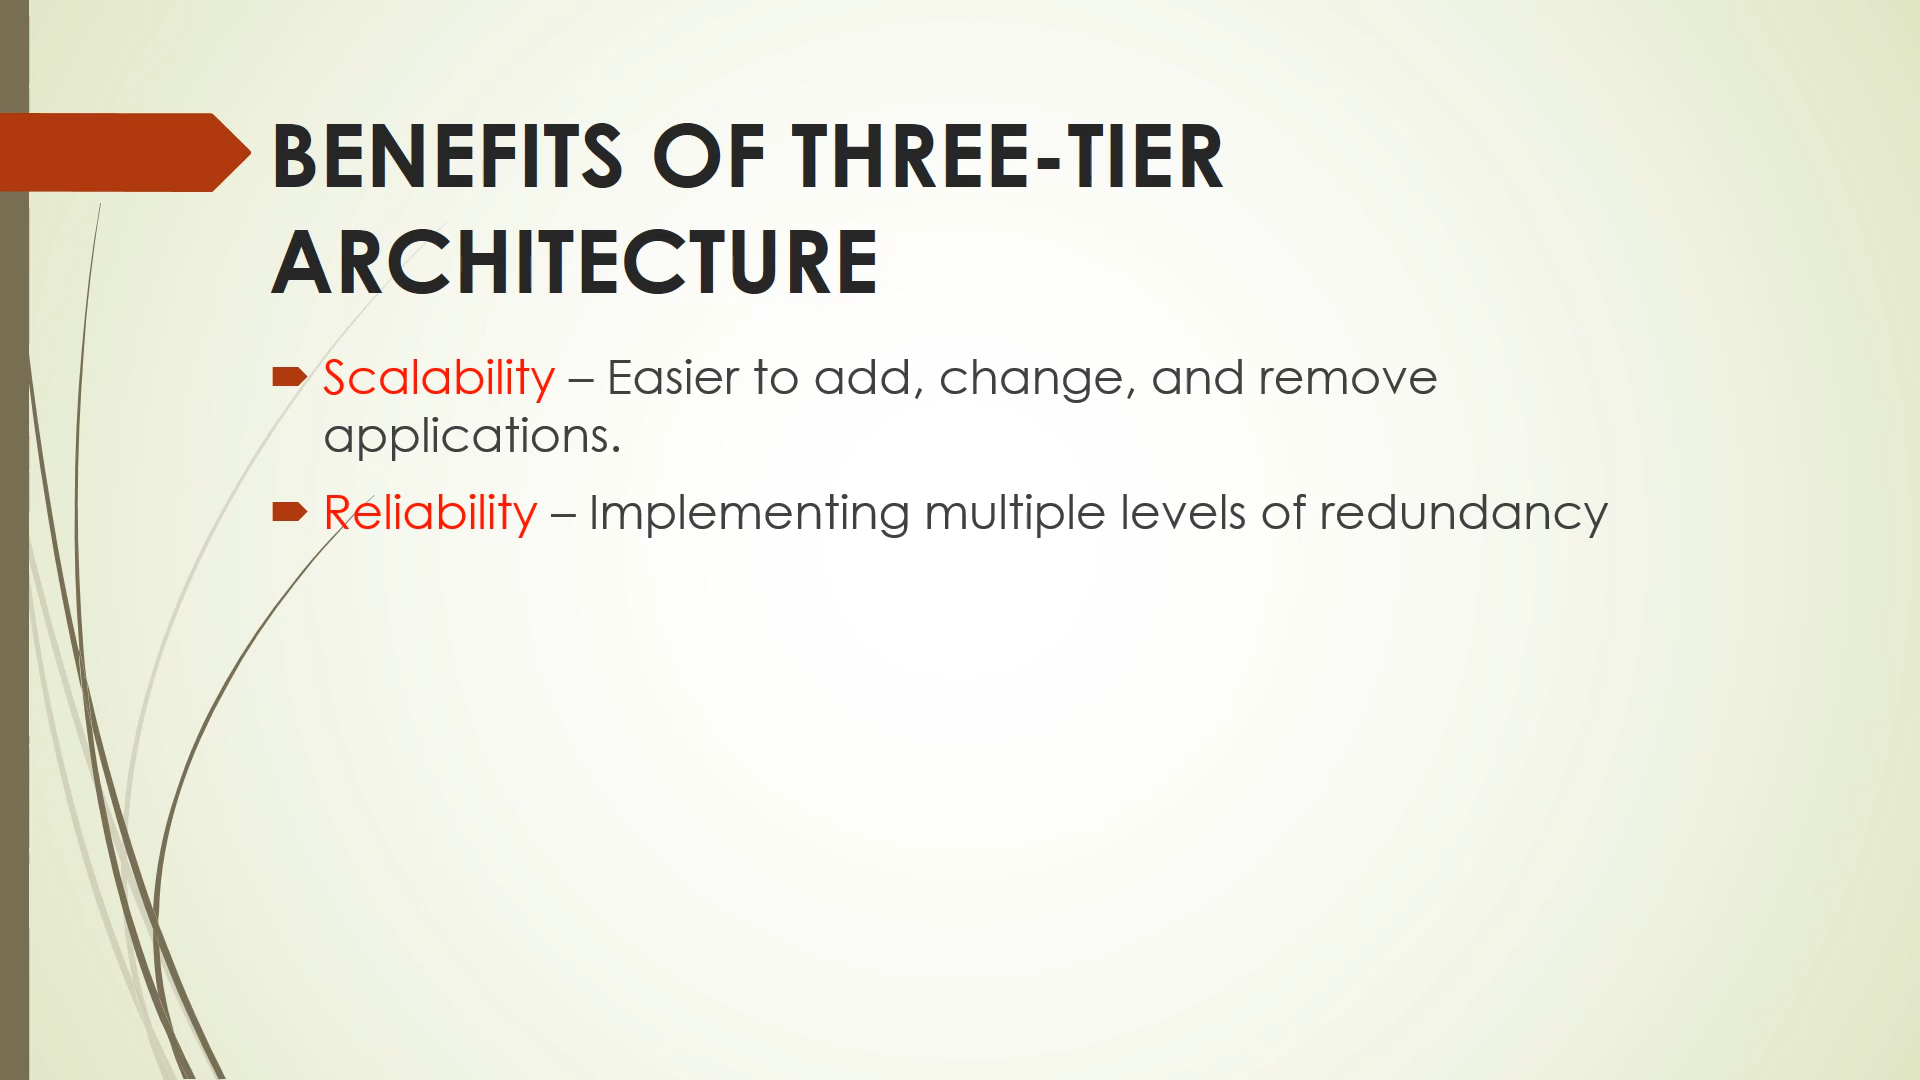 BENEFITS OF THREE-TIER
ARCHITECTURE
Scalability – Easier to add, change, and remove
applications.
Reliability – Implementing multiple levels of redundancy